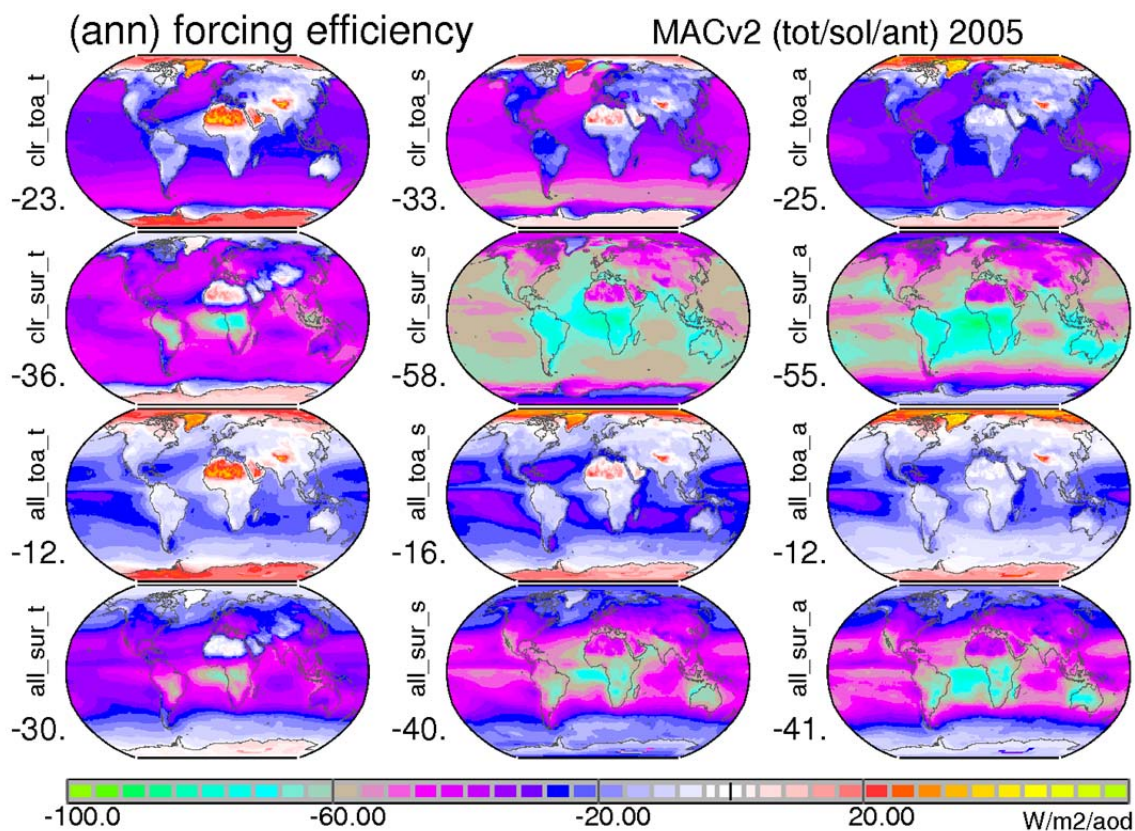 (ann) forcing efficiency MACv2 (tot/sol/ant) 2005
clr_toa_t clr_toa_s clr_toa_a
-23. -33. -25.
clr_sur_t clr_sur_s clr_sur_a
-36. -58. -55.
all_toa_t all_toa_s all_toa_a
-12. -16. -12.
all_sur_t all_sur_s all_sur_a
-30. -40. -41.
-100.0 -60.00 -20.00 20.00 W/m2/aod